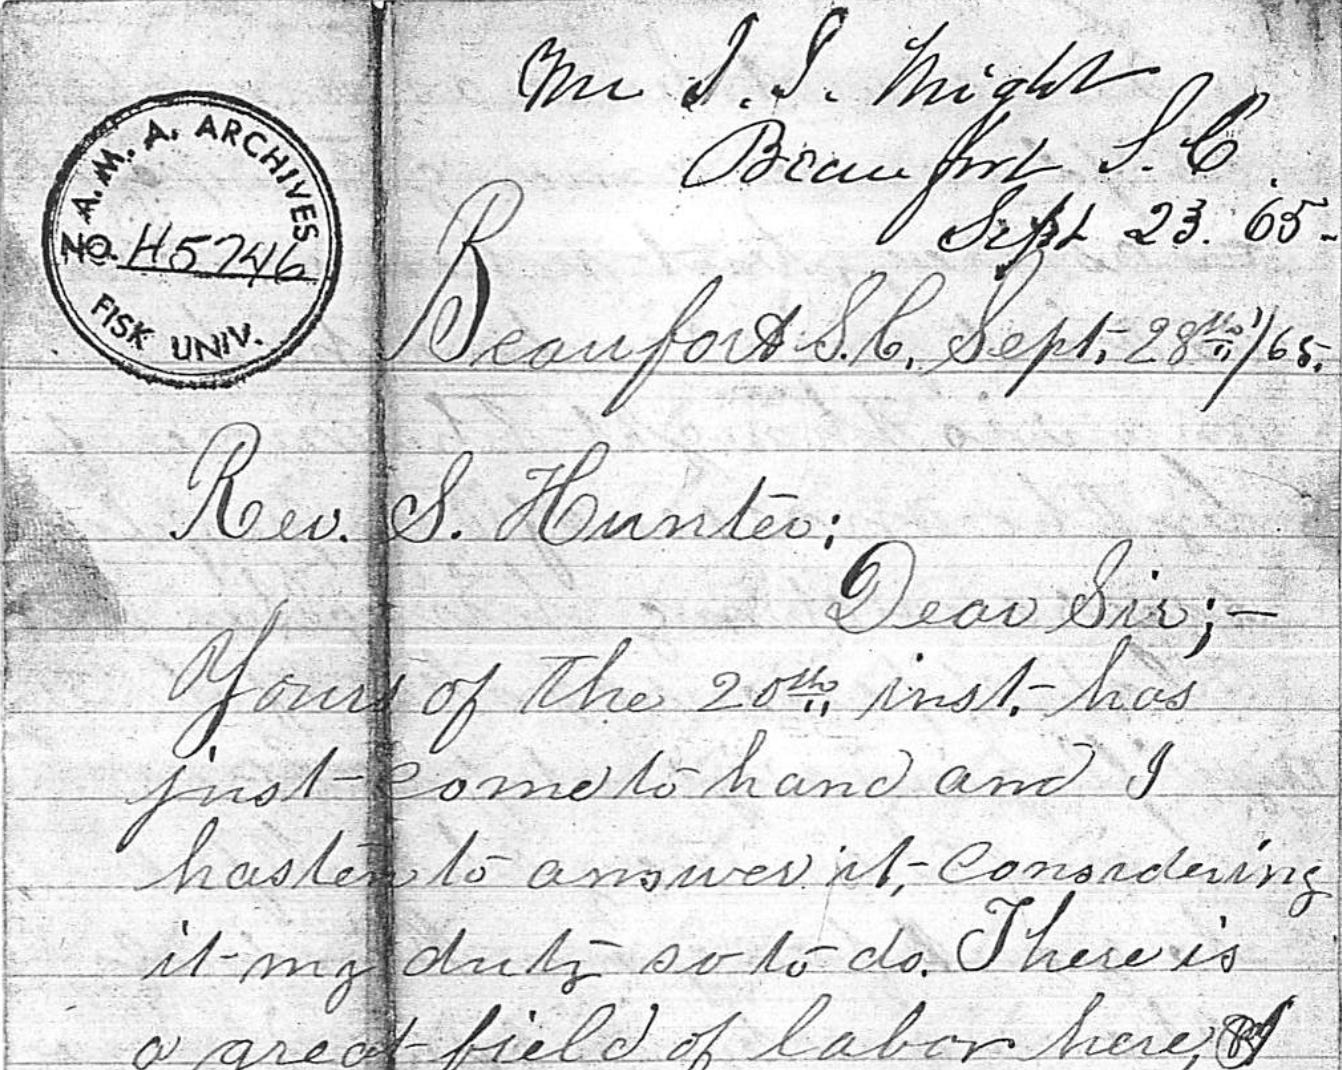 Mr J. J. Wright
Beaufort S. C.
Sept 23. 65-
A. M. A. ARCHIVES
NO. H5746
FISK UNIV.
Beaufort S.C. Sept. 28th/65.
Rev. S. Hunter;
Dear Sir;-
Yours of the 20th inst. has
just come to hand and I
hasten to answer it, considering
it my duty so to do. There is
a great field of labor here,